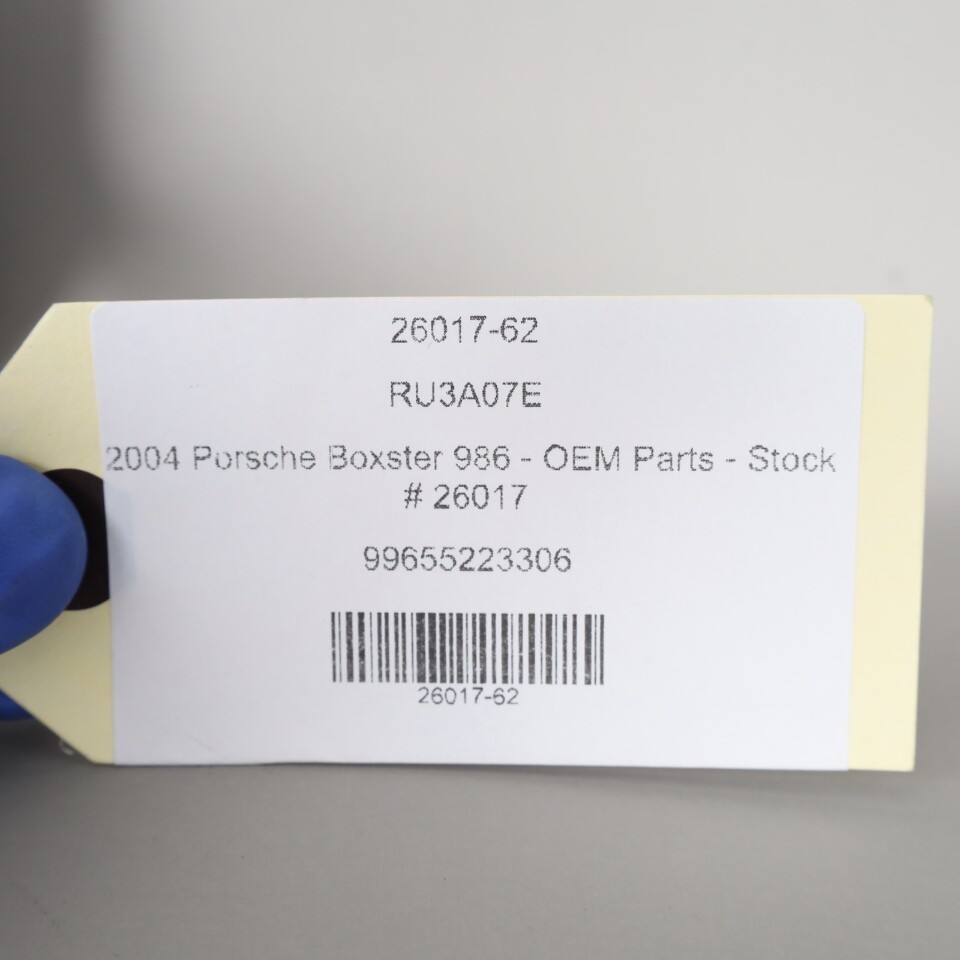 26017-62
RU3A07E
2004 Porsche Boxster 986 - OEM Parts - Stock
# 26017
99655223306
26017-62